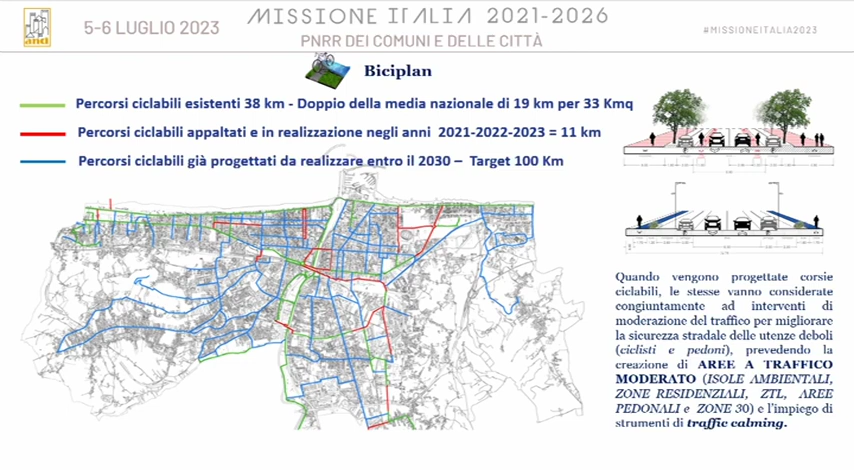 MISSIONE ITALIA 2021-2026
5-6 LUGLIO 2023
PNRR DEI COMUNI E DELLE CITTÀ
#MISSIONEITALIA2023
and
Biciplan
Percorsi ciclabili esistenti 38 km - Doppio della media nazionale di 19 km per 33 Kmq
Percorsi ciclabili appaltati e in realizzazione negli anni 2021-2022-2023 = 11 km
Percorsi ciclabili già progettati da realizzare entro il 2030 – Target 100 Km
Quando vengono progettate corsie
ciclabili, le stesse vanno considerate
congiuntamente ad interventi di
moderazione del traffico per migliorare
la sicurezza stradale delle utenze deboli
(ciclisti e pedoni), prevedendo la
creazione di AREE A TRAFFICO
MODERATO (ISOLE AMBIENTALI,
ZONE RESIDENZIALI, ZTL, AREE
PEDONALI e ZONE 30) e l'impiego di
strumenti di traffic calming.